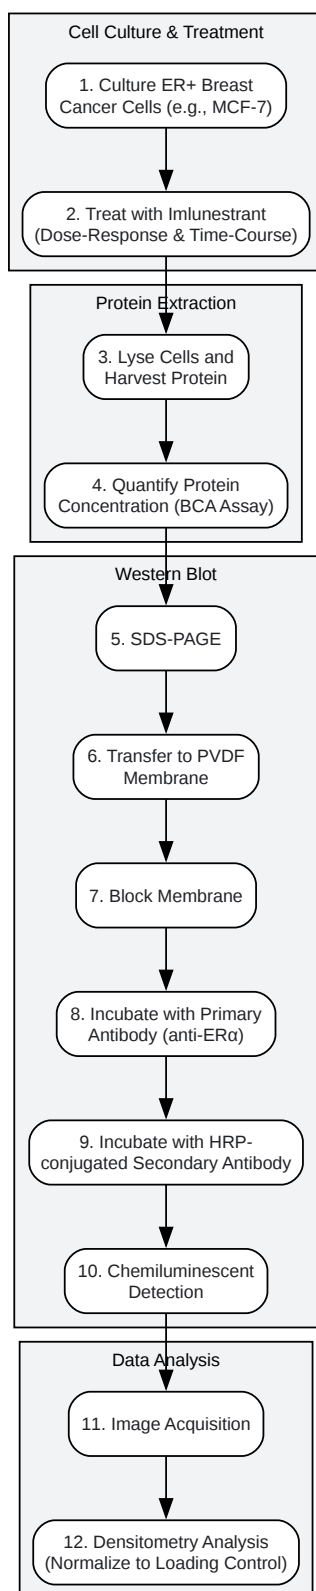 Cell Culture & Treatment
1. Culture ER+ Breast
Cancer Cells (e.g., MCF-7)
2. Treat with Imlunestrant
(Dose-Response & Time-Course)
Protein Extraction
3. Lyse Cells and
Harvest Protein
4. Quantify Protein
Concentration (BCA Assay)
Western Blot
5. SDS-PAGE
6. Transfer to PVDF
Membrane
7. Block Membrane
8. Incubate with Primary
Antibody (anti-ERα)
9. Incubate with HRP-
conjugated Secondary Antibody
10. Chemiluminescent
Detection
Data Analysis
11. Image Acquisition
12. Densitometry Analysis
(Normalize to Loading Control)